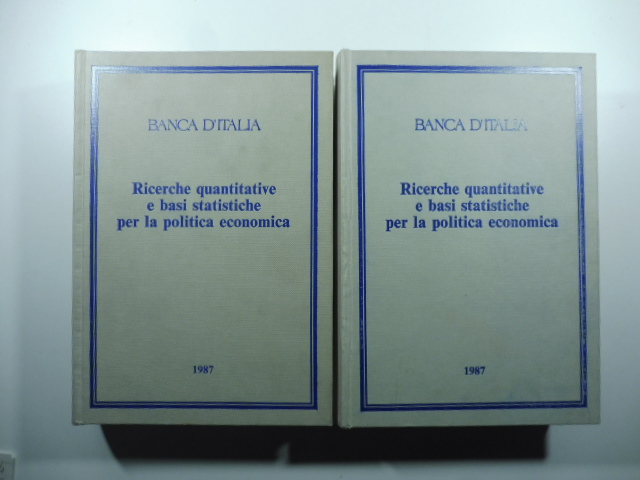 BANCA D'ITALIA
Ricerche quantitative
e basi statistiche
per la politica economica
1987
BANCA D'ITALIA
Ricerche quantitative
e basi statistiche
per la politica economica
1987